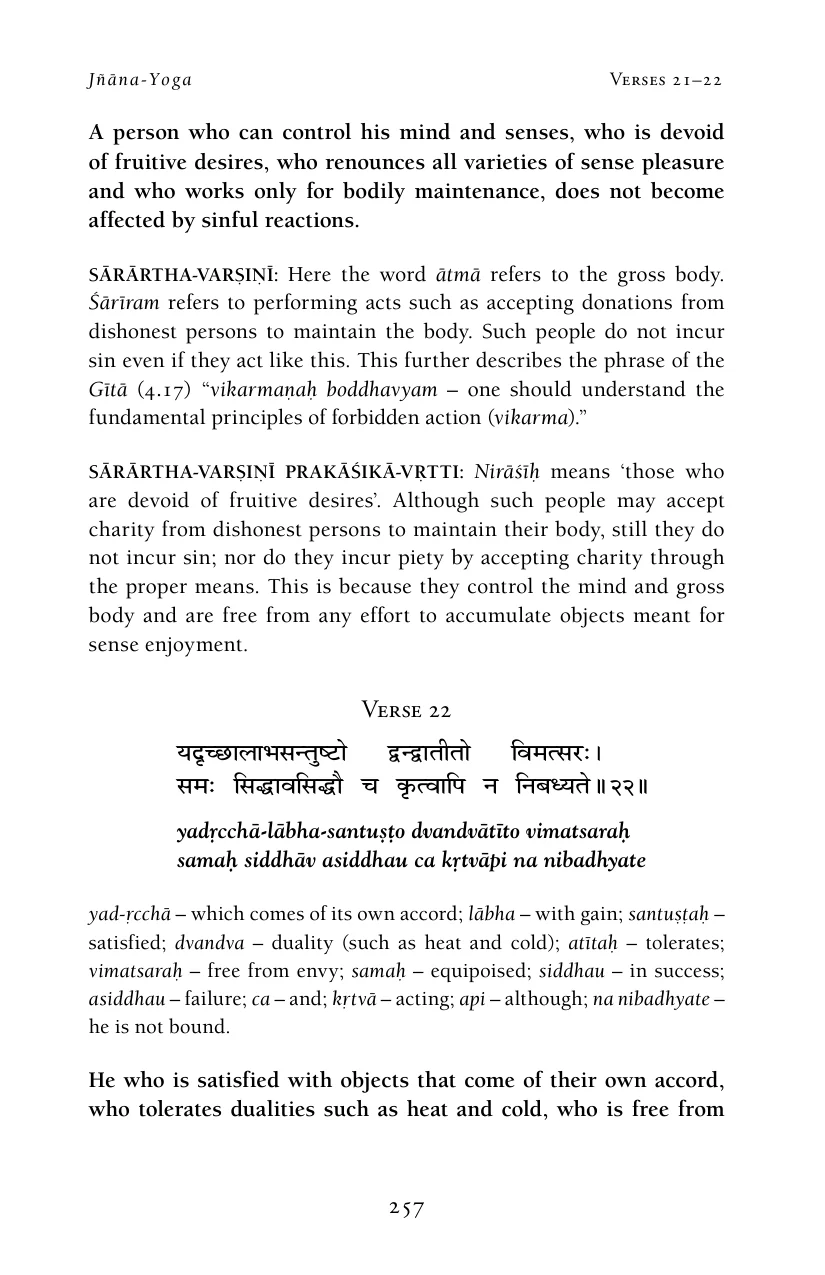 Jñāna-Yoga Verses 21–22
A person who can control his mind and senses, who is devoid
of fruitive desires, who renounces all varieties of sense pleasure
and who works only for bodily maintenance, does not become
affected by sinful reactions.
SĀRĀRTHA-VARṢIṆĪ: Here the word ātmā refers to the gross body.
Śārīram refers to performing acts such as accepting donations from
dishonest persons to maintain the body. Such people do not incur
sin even if they act like this. This further describes the phrase of the
Gītā (4.17) “vikarmaṇaḥ boddhavyam – one should understand the
fundamental principles of forbidden action (vikarma).”
SĀRĀRTHA-VARṢIṆĪ PRAKĀŚIKĀ-VṚTTI: Nirāśīḥ means ‘those who
are devoid of fruitive desires’. Although such people may accept
charity from dishonest persons to maintain their body, still they do
not incur sin; nor do they incur piety by accepting charity through
the proper means. This is because they control the mind and gross
body and are free from any effort to accumulate objects meant for
sense enjoyment.
Verse 22
यदृच्छालाभसन्तुष्टो द्वन्द्वातीतो विमत्सरः।
समः सिद्धावसिद्धौ च कृत्वापि न निबध्यते॥२२॥
yadṛcchā-lābha-santuṣṭo dvandvātīto vimatsaraḥ
samaḥ siddhāv asiddhau ca kṛtvāpi na nibadhyate
yad-ṛcchā – which comes of its own accord; lābha – with gain; santuṣṭaḥ –
satisfied; dvandva – duality (such as heat and cold); atītaḥ – tolerates;
vimatsaraḥ – free from envy; samaḥ – equipoised; siddhau – in success;
asiddhau – failure; ca – and; kṛtvā – acting; api – although; na nibadhyate –
he is not bound.
He who is satisfied with objects that come of their own accord,
who tolerates dualities such as heat and cold, who is free from
257